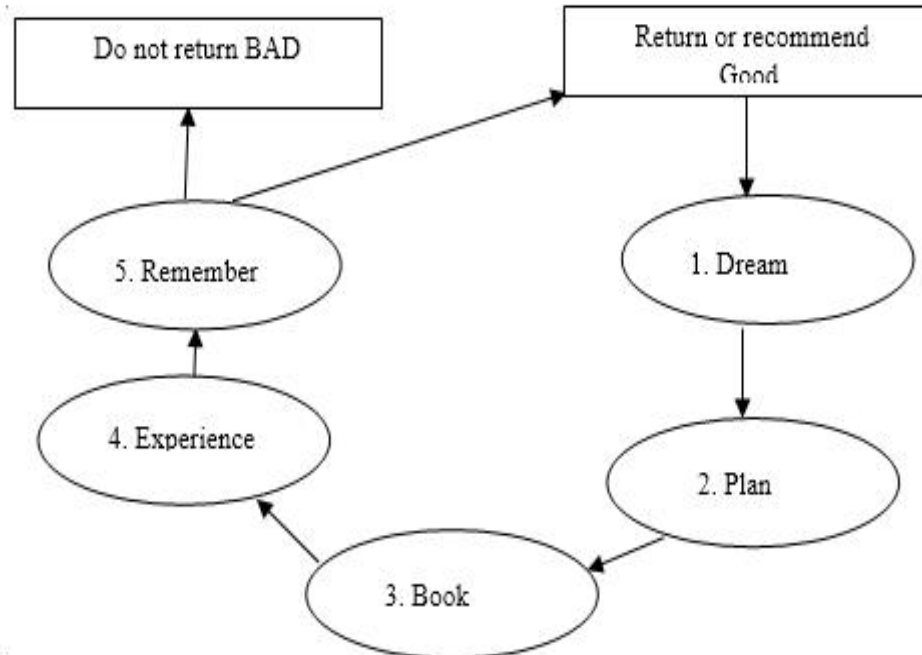 Do not return BAD
Return or recommend
Good
1. Dream
5. Remember
4. Experience
2. Plan
3. Book